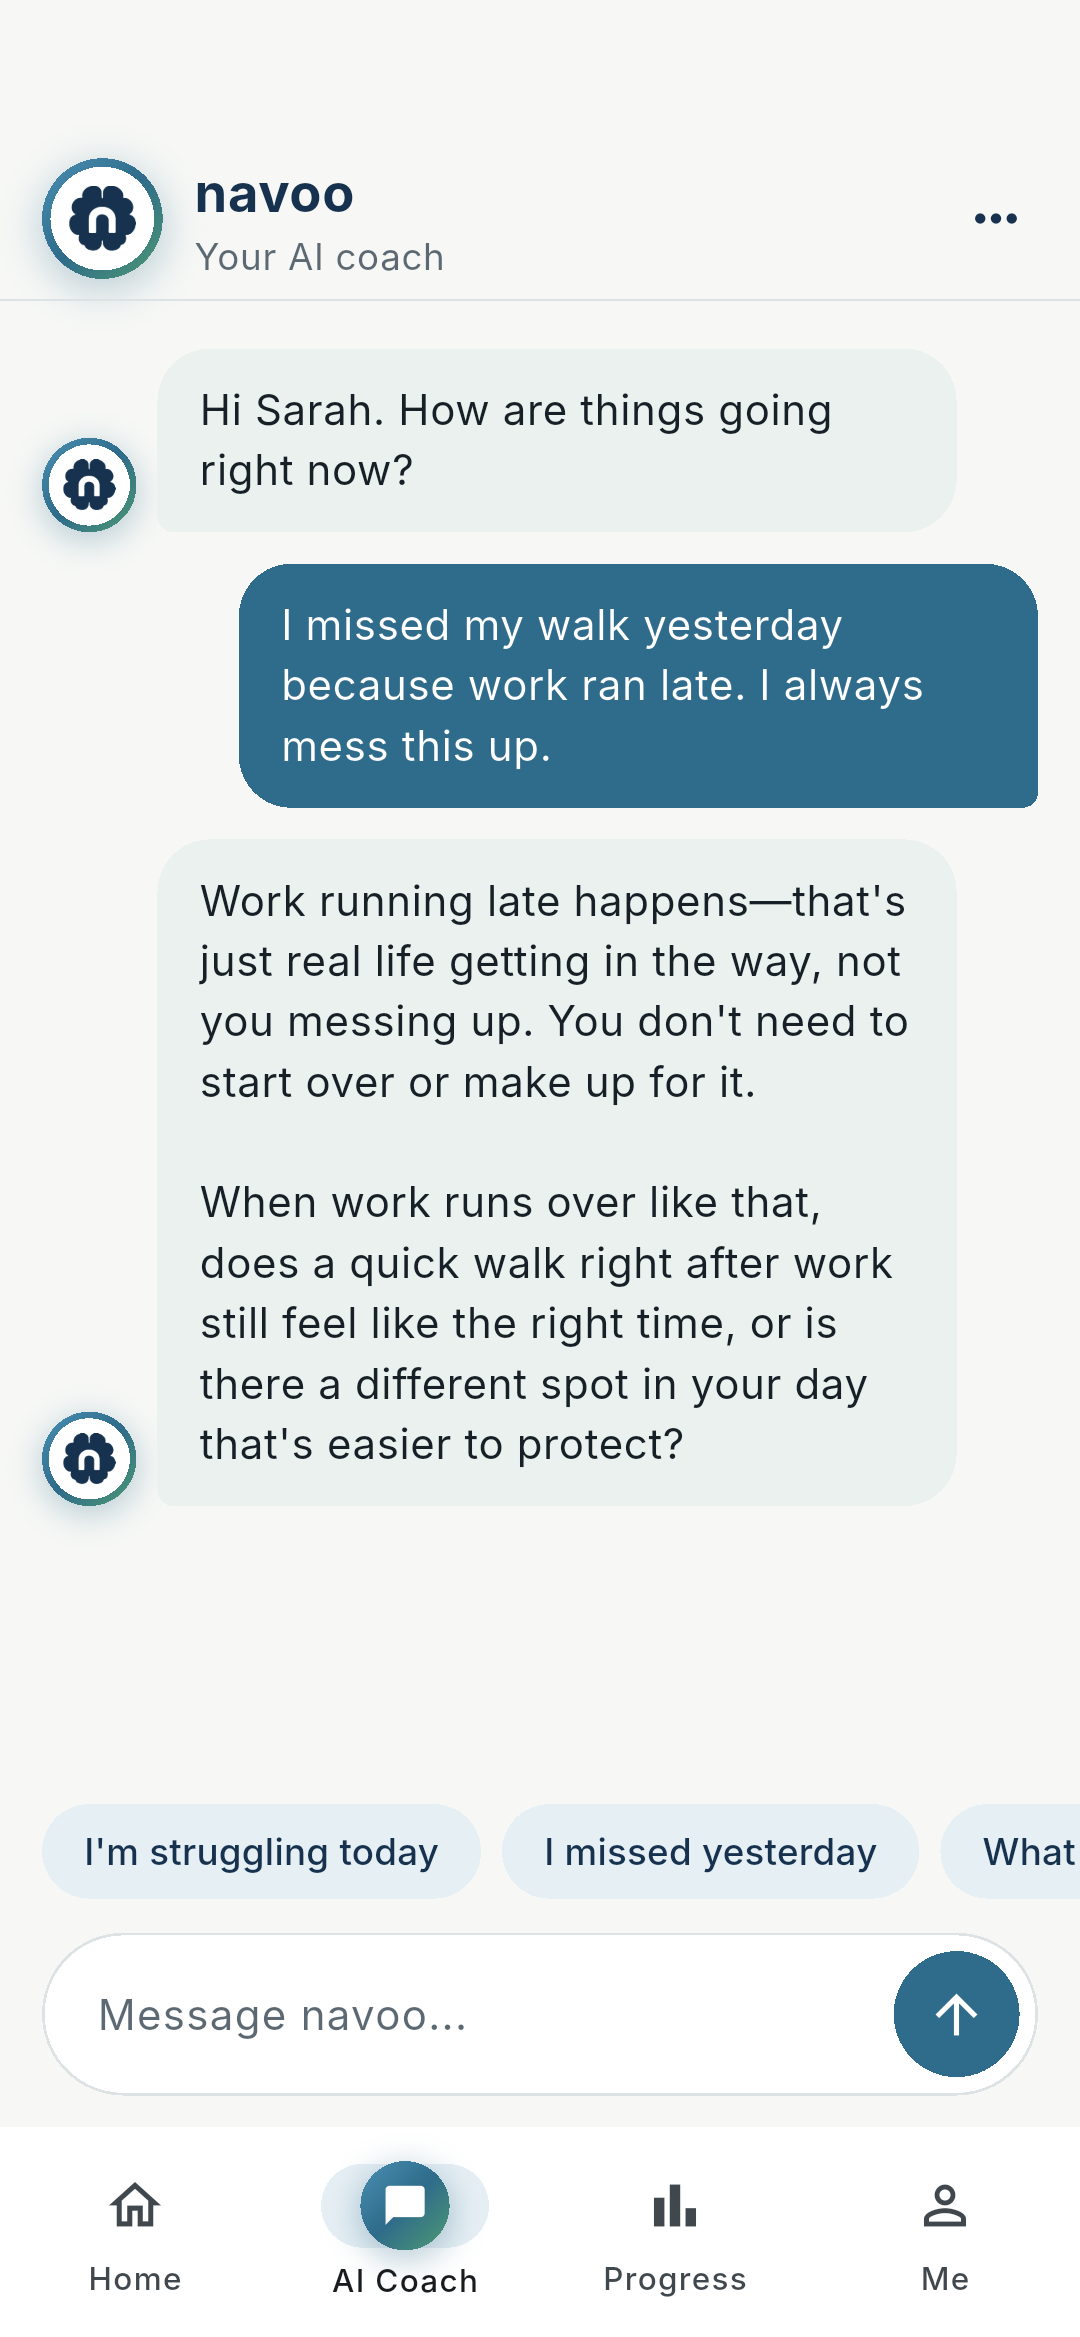 navoo
Your AI coach
Hi Sarah. How are things going
right now?
I missed my walk yesterday
because work ran late. I always
mess this up.
Work running late happens—that's
just real life getting in the way, not
you messing up. You don't need to
start over or make up for it.
When work runs over like that,
does a quick walk right after work
still feel like the right time, or is
there a different spot in your day
that's easier to protect?
I'm struggling today
I missed yesterday
What
Message navoo...
Home
AI Coach
Progress
Me